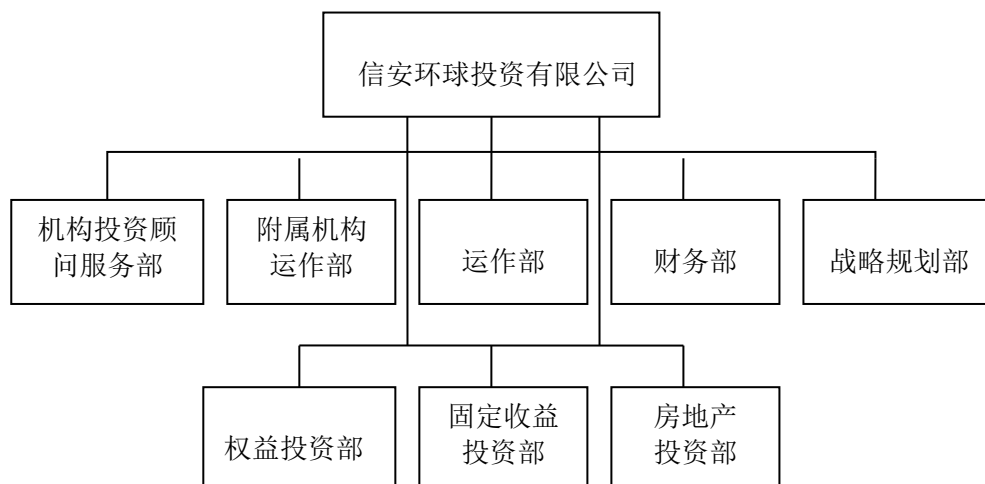 信安环球投资有限公司
机构投资顾
问服务部
附属机构
运作部
运作部
财务部
战略规划部
权益投资部
固定收益
投资部
房地产
投资部